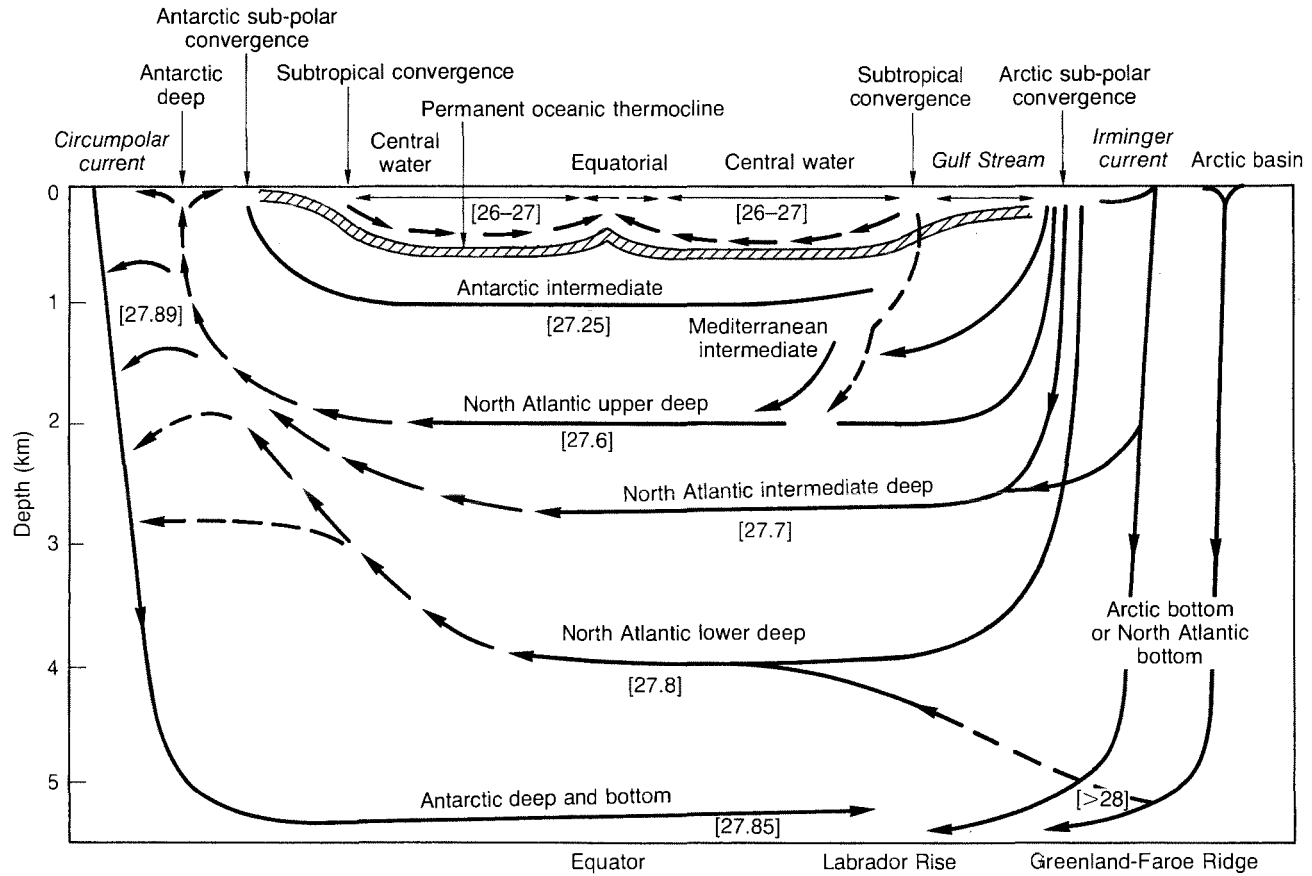 Antarctic sub-polar
convergence
Antarctic
deep
Subtropical convergence
Permanent oceanic thermocline
Subtropical
convergence
Arctic sub-polar
convergence
Circumpolar
current
Central
water
Equatorial
Central water
Gulf Stream
Irminger
current
Arctic basin
0
[26–27]
[26–27]
Antarctic intermediate
1
[27.89]
[27.25]
Mediterranean
intermediate
North Atlantic upper deep
2
[27.6]
Depth (km)
North Atlantic intermediate deep
[27.7]
3
Arctic bottom
or North Atlantic
bottom
North Atlantic lower deep
4
[27.8]
5
Antarctic deep and bottom
[>28]
[27.85]
Equator
Labrador Rise
Greenland-Faroe Ridge